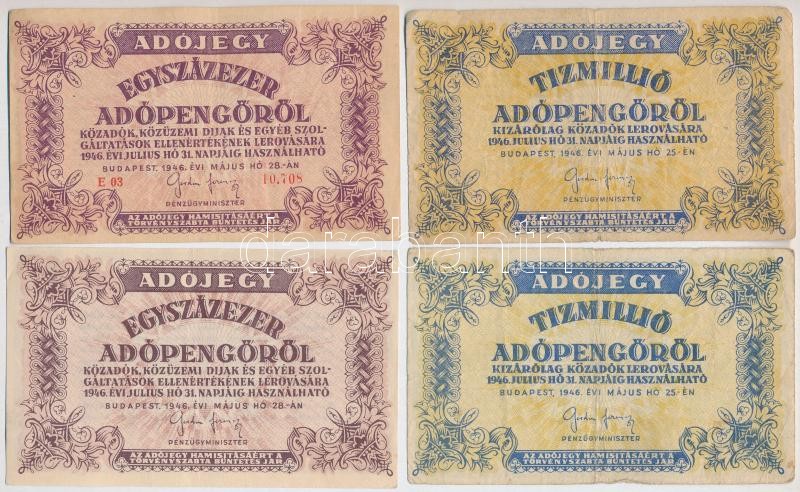 ADÓJEGY
EGYSZÁZEZER
ADÓPENGŐRŐL
KÖZADÓK, KÖZÜZEMI DIJAK ÉS EGYÉB SZOL-
GÁLTATÁSOK ELLENÉRTÉKÉNEK LEROVÁSÁRA
1946. ÉVI JULIUS HÓ 31. NAPJÁIG HASZNÁLHATÓ
BUDAPEST, 1946. ÉVI MÁJUS HÓ 28.-ÁN
E 03 10,708
PÉNZÜGYMINISZTER
AZ ADÓJEGY HAMISITÁSÁÉRT A
TÖRVÉNYSZABTA BÜNTETÉS JÁR
ADÓJEGY
TIZMILLIÓ
ADÓPENGŐRŐL
KIZÁRÓLAG KÖZADÓK LEROVÁSÁRA
1946. JULIUS HÓ 31. NAPJÁIG HASZNÁLHATÓ
BUDAPEST, 1946. ÉVI MÁJUS HÓ 25-ÉN
PÉNZÜGYMINISZTER
AZ ADÓJEGY HAMISITÁSÁÉRT A
TÖRVÉNYSZABTA BÜNTETÉS JÁR
darabanth
ADÓJEGY
EGYSZÁZEZER
ADÓPENGŐRŐL
KÖZADÓK, KÖZÜZEMI DIJAK ÉS EGYÉB SZOL-
GÁLTATÁSOK ELLENÉRTÉKÉNEK LEROVÁSÁRA
1946. ÉVI JULIUS HÓ 31. NAPJÁIG HASZNÁLHATÓ
BUDAPEST, 1946. ÉVI MÁJUS HÓ 28.-ÁN
PÉNZÜGYMINISZTER
AZ ADÓJEGY HAMISITÁSÁÉRT A
TÖRVÉNYSZABTA BÜNTETÉS JÁR
ADÓJEGY
TIZMILLIÓ
ADÓPENGŐRŐL
KIZÁRÓLAG KÖZADÓK LEROVÁSÁRA
1946. JULIUS HÓ 31. NAPJÁIG HASZNÁLHATÓ
BUDAPEST, 1946. ÉVI MÁJUS HÓ 25-ÉN
PÉNZÜGYMINISZTER
AZ ADÓJEGY HAMISITÁSÁÉRT A
TÖRVÉNYSZABTA BÜNTETÉS JÁR